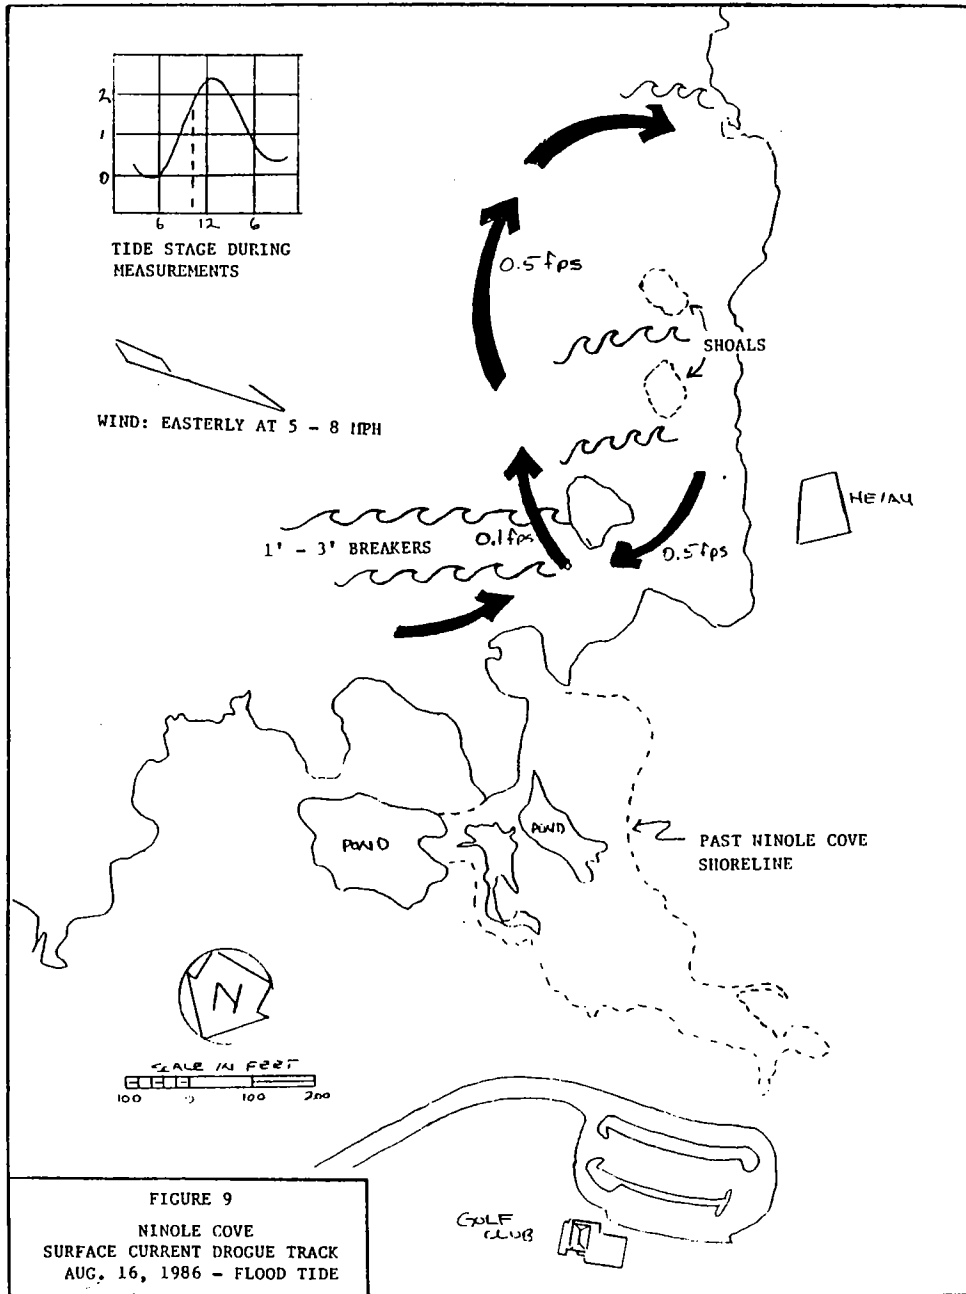 2
1
0
6 12 6
TIDE STAGE DURING
MEASUREMENTS
0.5 fps
SHOALS
WIND: EASTERLY AT 5 - 8 MPH
HEIAU
1' - 3' BREAKERS
0.1 fps
0.5 fps
POND
POND
PAST NINOLE COVE
SHORELINE
N
SCALE IN FEET
100 0 100 200
GOLF
CLUB
FIGURE 9
NINOLE COVE
SURFACE CURRENT DROGUE TRACK
AUG. 16, 1986 - FLOOD TIDE